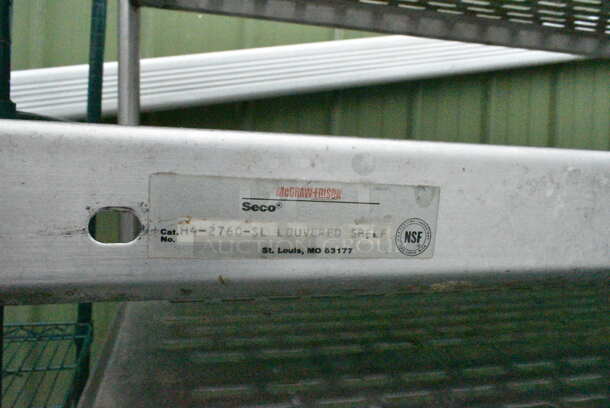 McGRAW-EDISON
Seco®
Cat. No. H4-2760-SL LOUVERED SHELF
NSF
St. Louis, MO 63177